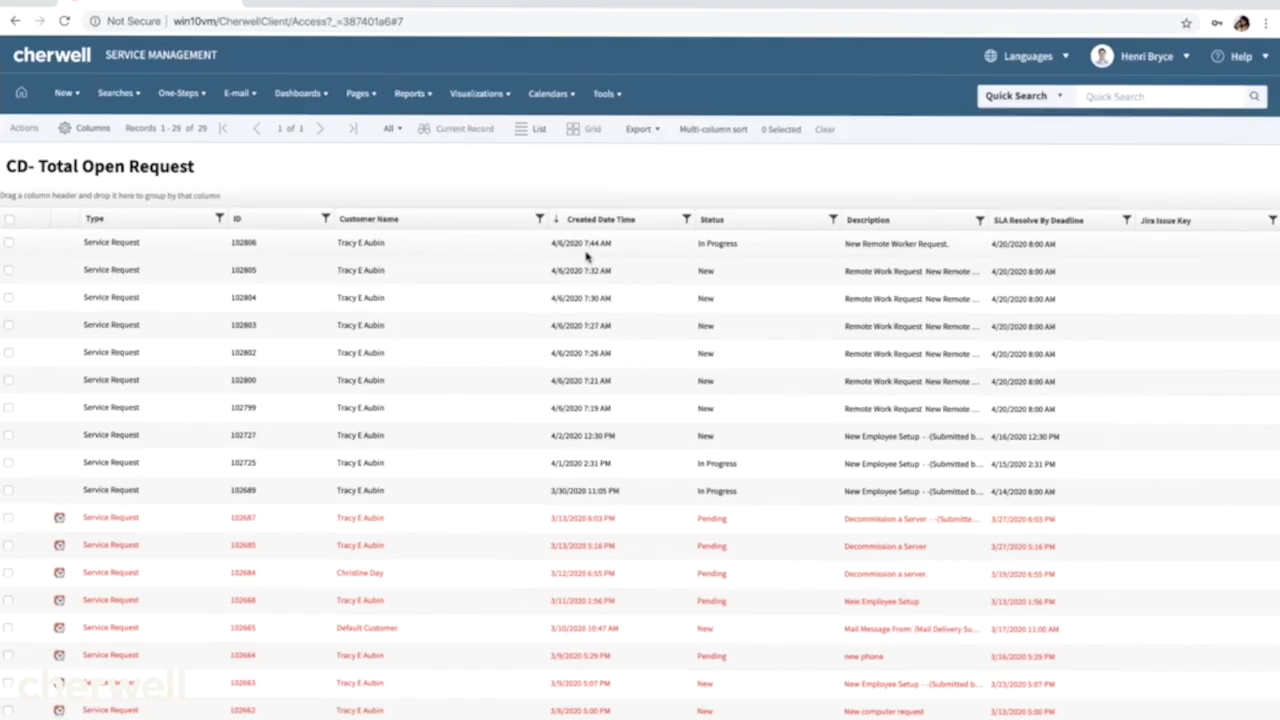 Not Secure | win10vm/CherwellClient/Access?_=387401a6#7
cherwell SERVICE MANAGEMENT Languages Henri Bryce Help
New Searches One-Steps E-mail Dashboards Pages Reports Visualizations Calendars Tools Quick Search Quick Search
Actions Columns Records 1 - 29 of 29 1 of 1 All Current Record List Grid Export Multi-column sort 0 Selected Clear
CD- Total Open Request
Drag a column header and drop it here to group by that column
Type ID Customer Name Created Date Time Status Description SLA Resolve By Deadline Jira Issue Key
Service Request 102806 Tracy E Aubin 4/6/2020 7:44 AM In Progress New Remote Worker Request. 4/20/2020 8:00 AM
Service Request 102805 Tracy E Aubin 4/6/2020 7:32 AM New Remote Work Request New Remote ... 4/20/2020 8:00 AM
Service Request 102804 Tracy E Aubin 4/6/2020 7:30 AM New Remote Work Request New Remote ... 4/20/2020 8:00 AM
Service Request 102803 Tracy E Aubin 4/6/2020 7:27 AM New Remote Work Request New Remote ... 4/20/2020 8:00 AM
Service Request 102802 Tracy E Aubin 4/6/2020 7:26 AM New Remote Work Request New Remote ... 4/20/2020 8:00 AM
Service Request 102800 Tracy E Aubin 4/6/2020 7:21 AM New Remote Work Request New Remote ... 4/20/2020 8:00 AM
Service Request 102799 Tracy E Aubin 4/6/2020 7:19 AM New Remote Work Request New Remote ... 4/20/2020 8:00 AM
Service Request 102727 Tracy E Aubin 4/2/2020 12:30 PM New New Employee Setup - -(Submitted b... 4/16/2020 12:30 PM
Service Request 102725 Tracy E Aubin 4/1/2020 2:31 PM In Progress New Employee Setup - -(Submitted b... 4/15/2020 2:31 PM
Service Request 102689 Tracy E Aubin 3/30/2020 11:05 PM In Progress New Employee Setup - -(Submitted b... 4/14/2020 8:00 AM
Service Request 102687 Tracy E Aubin 3/13/2020 6:03 PM Pending Decommission a Server - -(Submitte... 3/27/2020 6:03 PM
Service Request 102685 Tracy E Aubin 3/13/2020 5:16 PM Pending Decommission a Server 3/27/2020 5:16 PM
Service Request 102684 Christine Day 3/12/2020 6:55 PM Pending Decommission a server. 3/19/2020 6:55 PM
Service Request 102668 Tracy E Aubin 3/11/2020 1:56 PM Pending New Employee Setup 3/13/2020 1:56 PM
Service Request 102665 Default Customer 3/10/2020 10:47 AM New Mail Message From: (Mail Delivery Su... 3/17/2020 11:00 AM
Service Request 102664 Tracy E Aubin 3/9/2020 5:29 PM Pending new phone 3/16/2020 5:29 PM
cherwell 102663 Tracy E Aubin 3/9/2020 5:07 PM New New Employee Setup - -(Submitted b... 3/23/2020 5:07 PM
Service Request 102662 Tracy E Aubin 3/6/2020 5:00 PM New New computer request 3/13/2020 5:00 PM